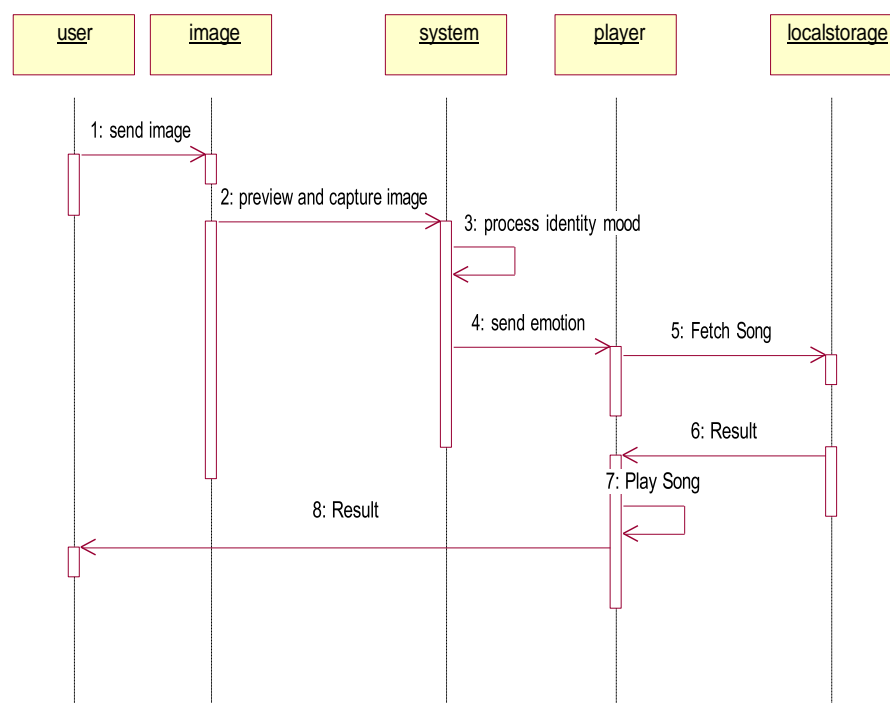 user
image
system
player
localstorage
1: send image
2: preview and capture image
3: process identity mood
4: send emotion
5: Fetch Song
6: Result
7: Play Song
8: Result